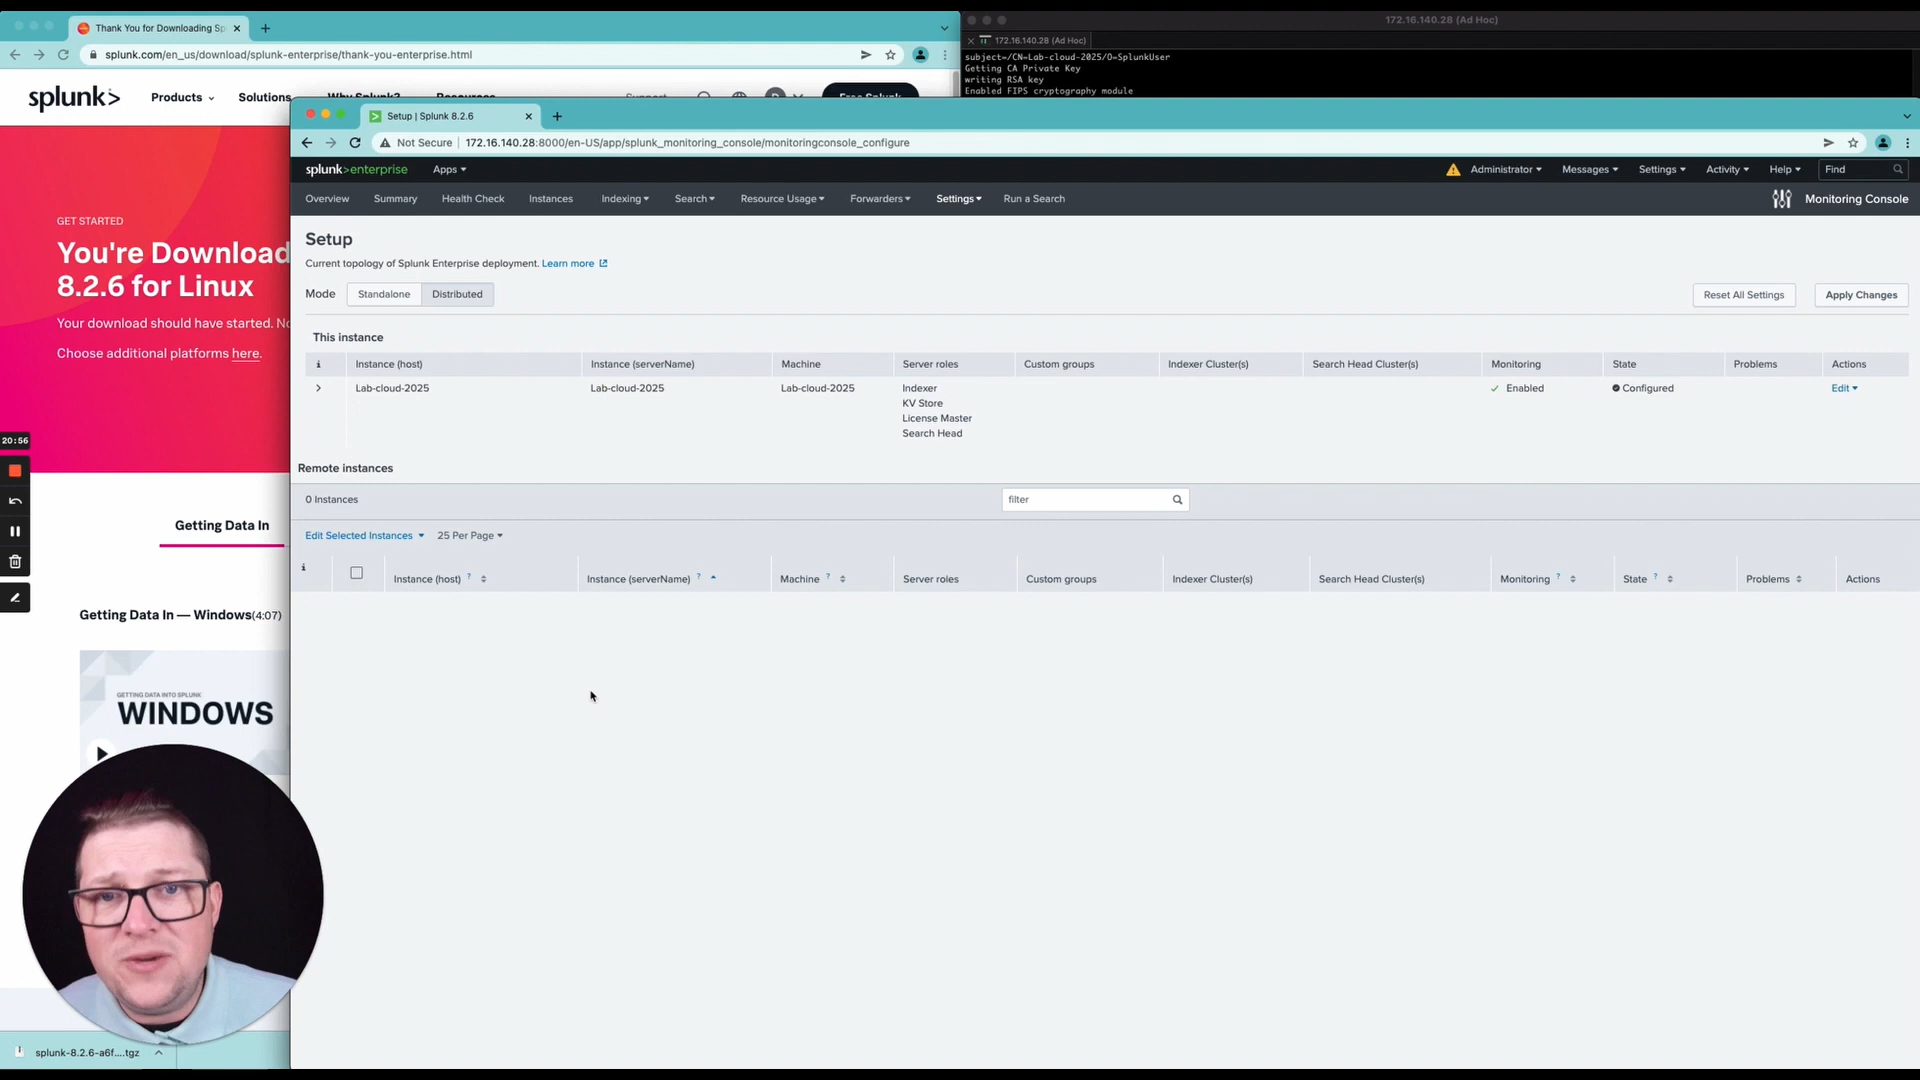 Thank You for Downloading Sp
splunk.com/en_us/download/splunk-enterprise/thank-you-enterprise.html
splunk>
Products
Solutions
Why Splunk?
Resources
Support
Free Splunk
GET STARTED
You're Download
8.2.6 for Linux
Your download should have started. No
Choose additional platforms here.
20:56
Getting Data In
Getting Data In — Windows(4:07)
GETTING DATA INTO SPLUNK
WINDOWS
splunk-8.2.6-a6f....tgz
172.16.140.28 (Ad Hoc)
172.16.140.28 (Ad Hoc)
subject=/CN=Lab-cloud-2025/O=SplunkUser
Getting CA Private Key
writing RSA key
Enabled FIPS cryptography module
Setup | Splunk 8.2.6
Not Secure 172.16.140.28:8000/en-US/app/splunk_monitoring_console/monitoringconsole_configure
splunk>enterprise Apps Administrator Messages Settings Activity Help Find
Overview Summary Health Check Instances Indexing Search Resource Usage Forwarders Settings Run a Search Monitoring Console
Setup
Current topology of Splunk Enterprise deployment. Learn more
Mode Standalone Distributed Reset All Settings Apply Changes
This instance
i Instance (host) Instance (serverName) Machine Server roles Custom groups Indexer Cluster(s) Search Head Cluster(s) Monitoring State Problems Actions
Lab-cloud-2025 Lab-cloud-2025 Lab-cloud-2025 Indexer Enabled Configured Edit
KV Store
License Master
Search Head
Remote instances
0 Instances filter
Edit Selected Instances 25 Per Page
i Instance (host) ? Instance (serverName) ? Machine ? Server roles Custom groups Indexer Cluster(s) Search Head Cluster(s) Monitoring ? State ? Problems Actions